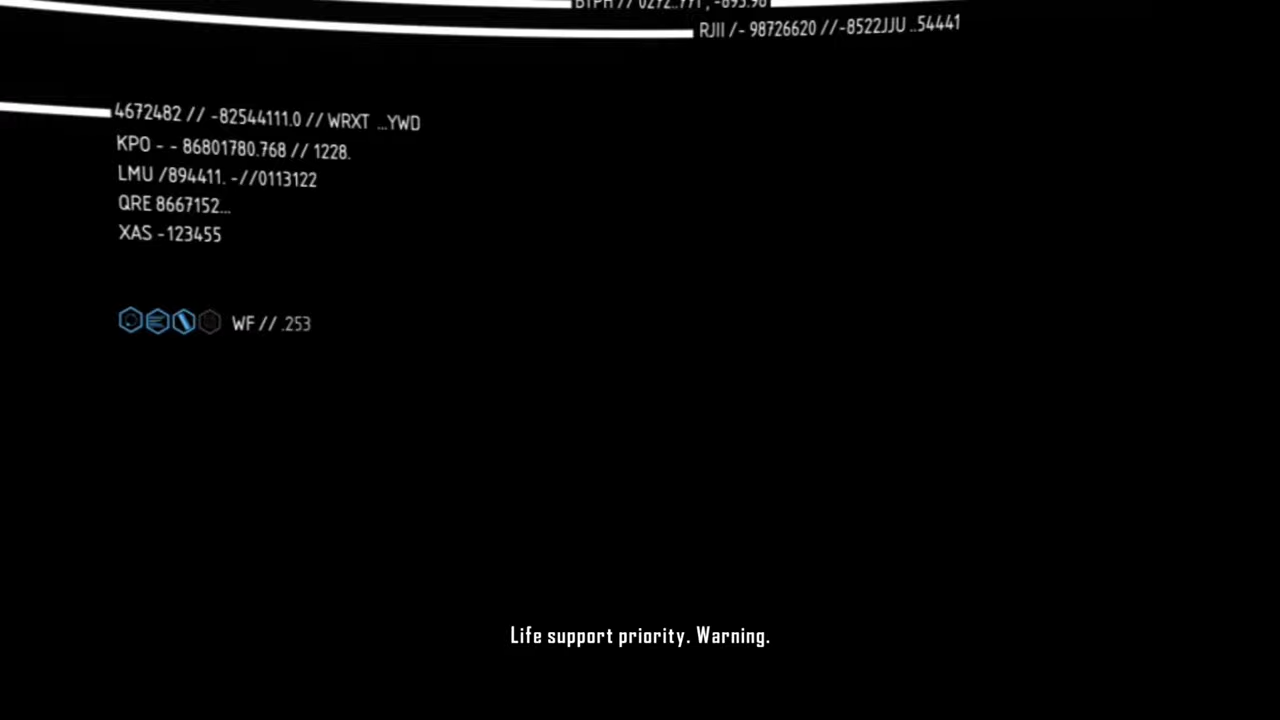 RJII /- 98726620 //-8522JJU ..54441
4672482 // -82544111.0 // WRXT ...YWD
KPO - - 86801780.768 // 1228.
LMU /894411. -//0113122
QRE 8667152...
XAS -123455
WF // .253
Life support priority. Warning.